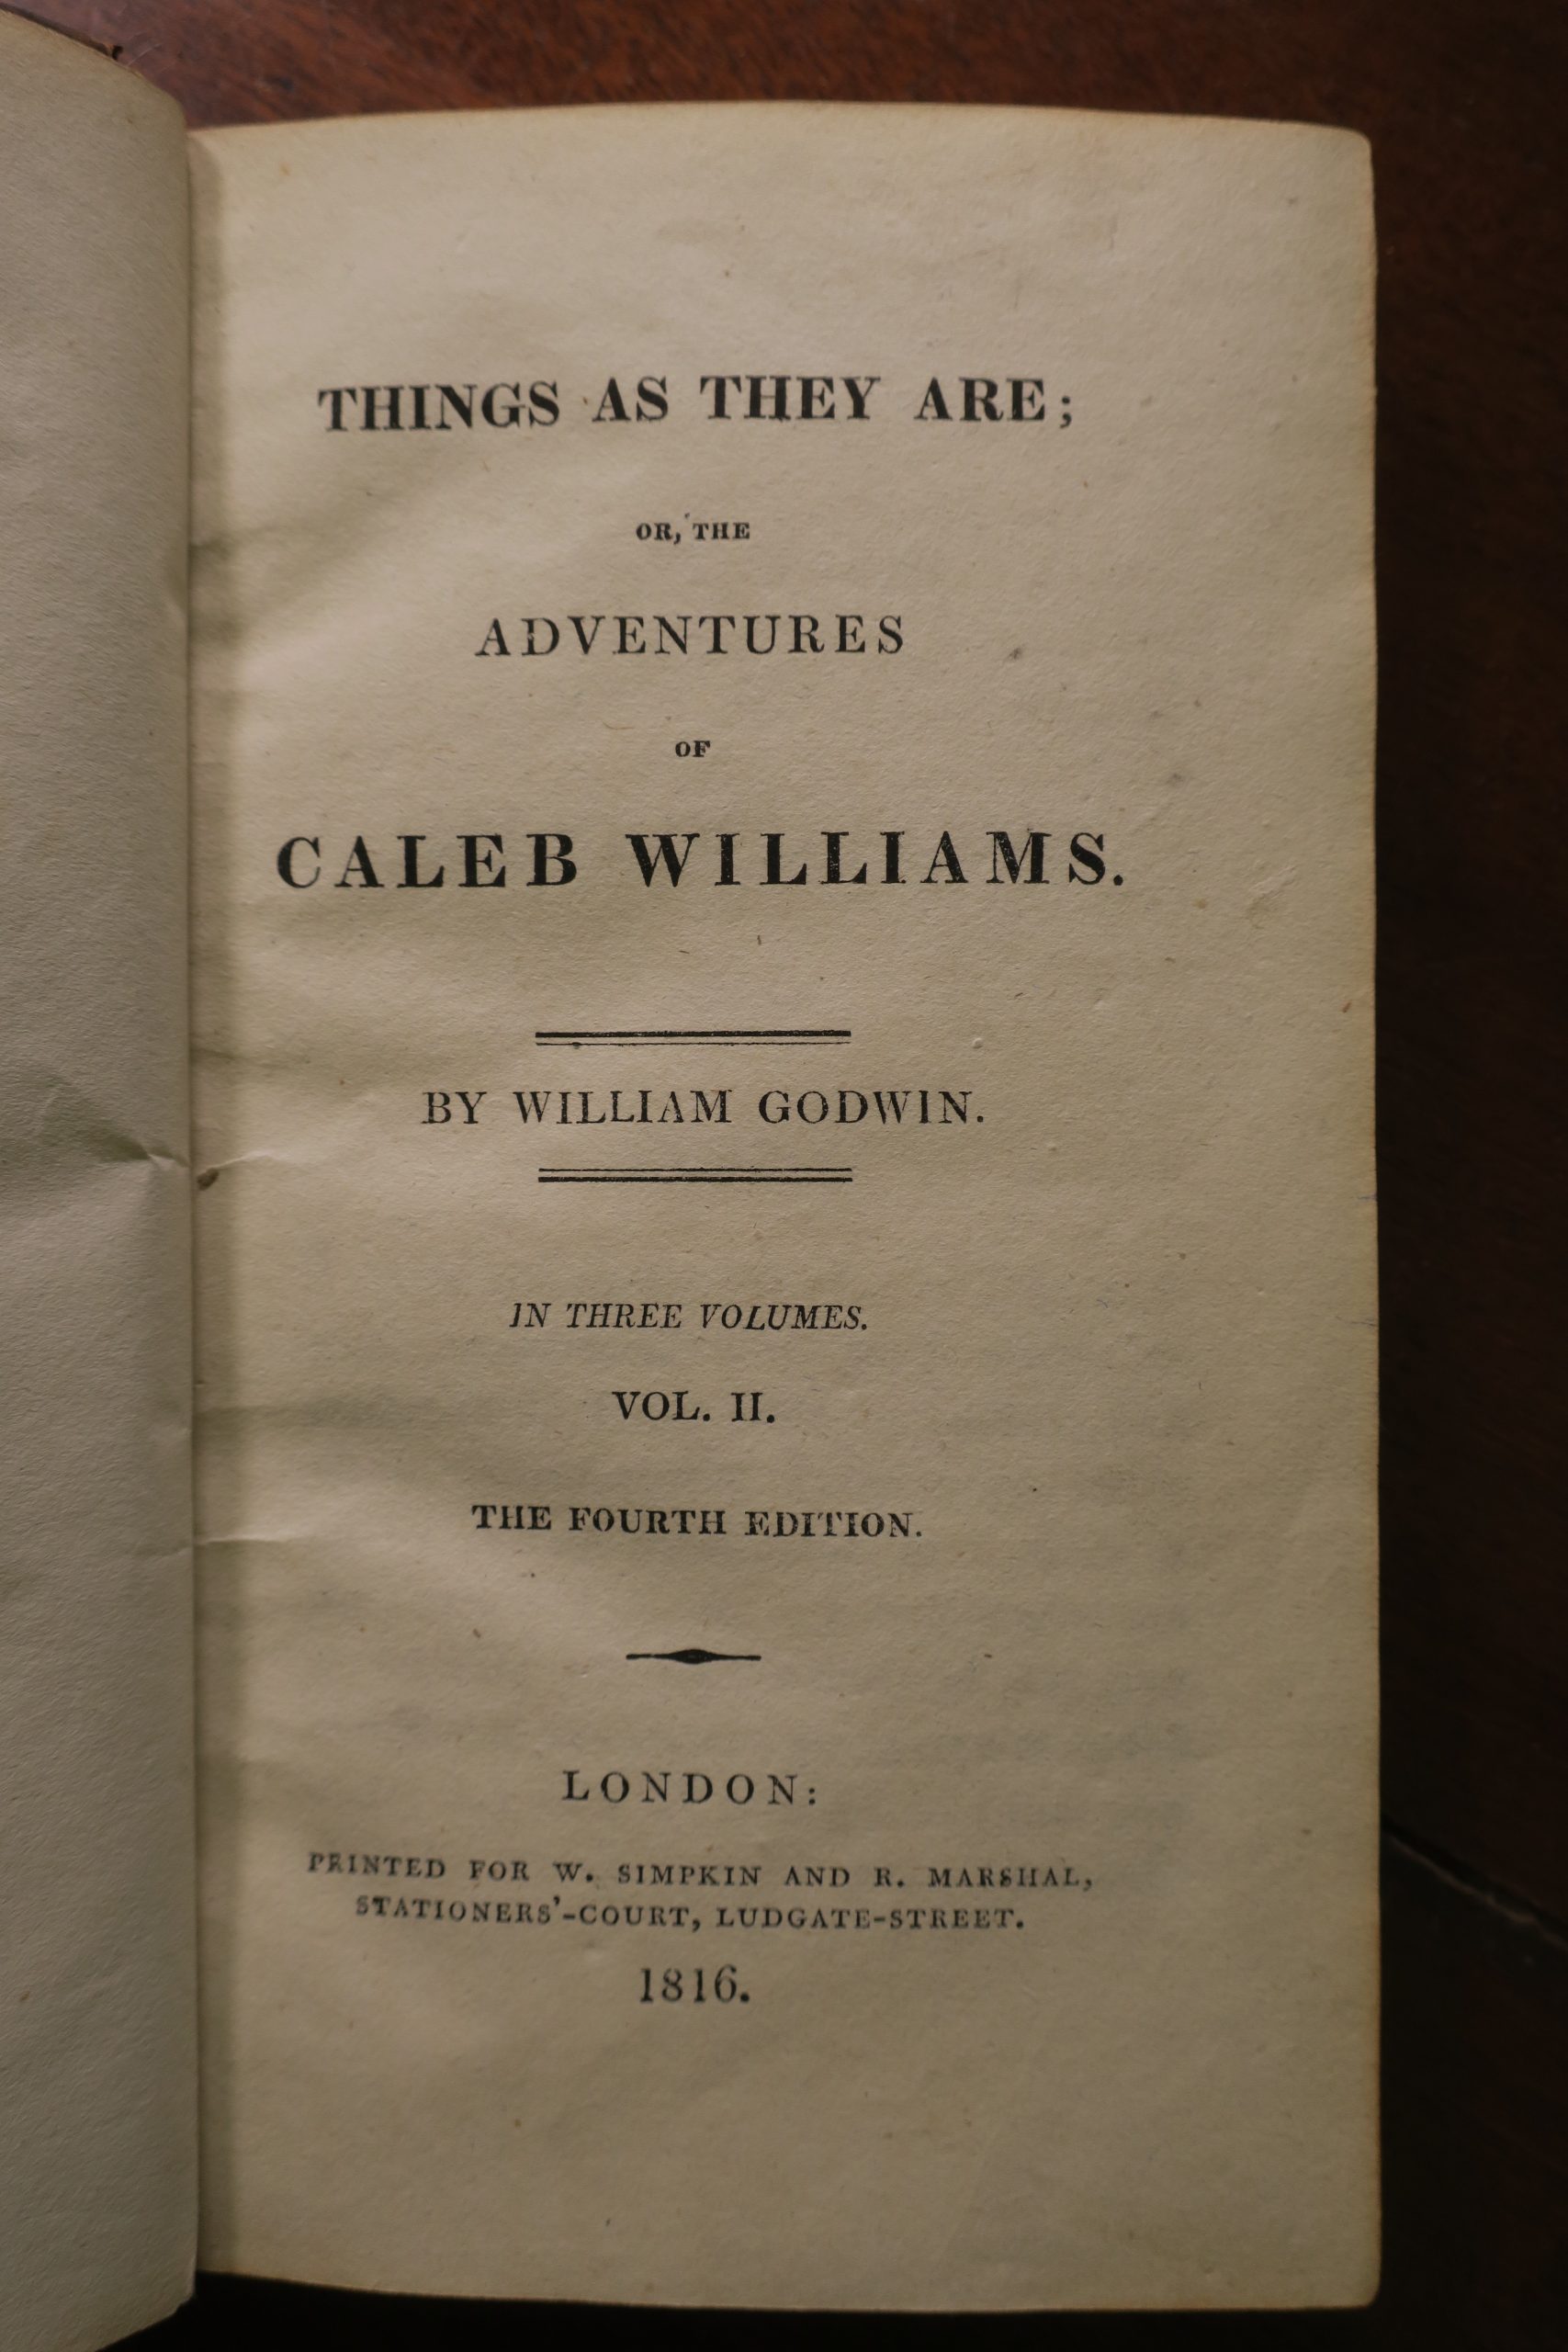 THINGS AS THEY ARE;
OR, THE
ADVENTURES
OF
CALEB WILLIAMS.
BY WILLIAM GODWIN.
IN THREE VOLUMES.
VOL. II.
THE FOURTH EDITION.
LONDON:
PRINTED FOR W. SIMPKIN AND R. MARSHAL,
STATIONERS'-COURT, LUDGATE-STREET.
1816.